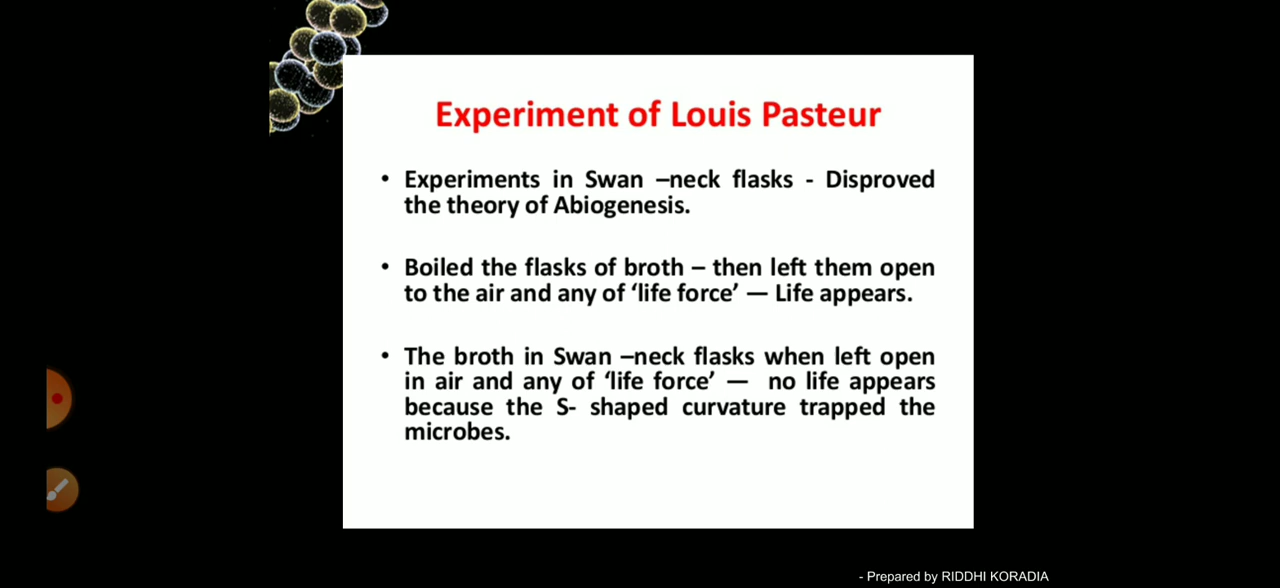 Experiment of Louis Pasteur
• Experiments in Swan –neck flasks - Disproved
the theory of Abiogenesis.
• Boiled the flasks of broth – then left them open
to the air and any of ‘life force’ — Life appears.
• The broth in Swan –neck flasks when left open
in air and any of ‘life force’ — no life appears
because the S- shaped curvature trapped the
microbes.
- Prepared by RIDDHI KORADIA